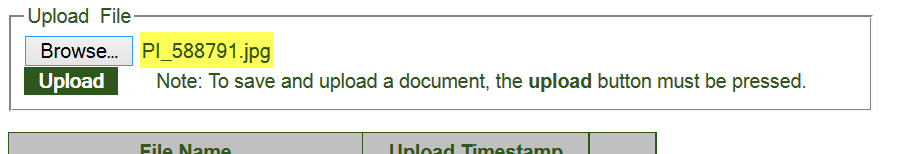 Upload File
Browse... PI_588791.jpg
Upload Note: To save and upload a document, the upload button must be pressed.
File Name Upload Timestamp